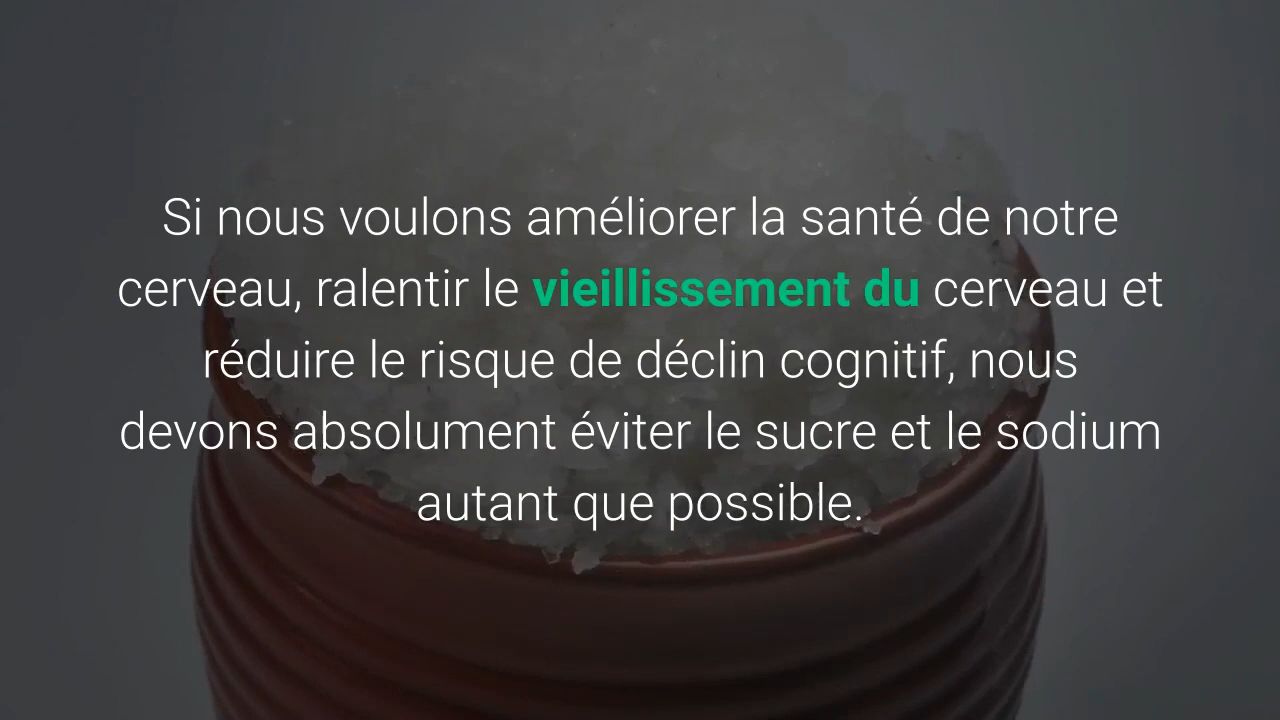 Si nous voulons améliorer la santé de notre
cerveau, ralentir le vieillissement du cerveau et
réduire le risque de déclin cognitif, nous
devons absolument éviter le sucre et le sodium
autant que possible.